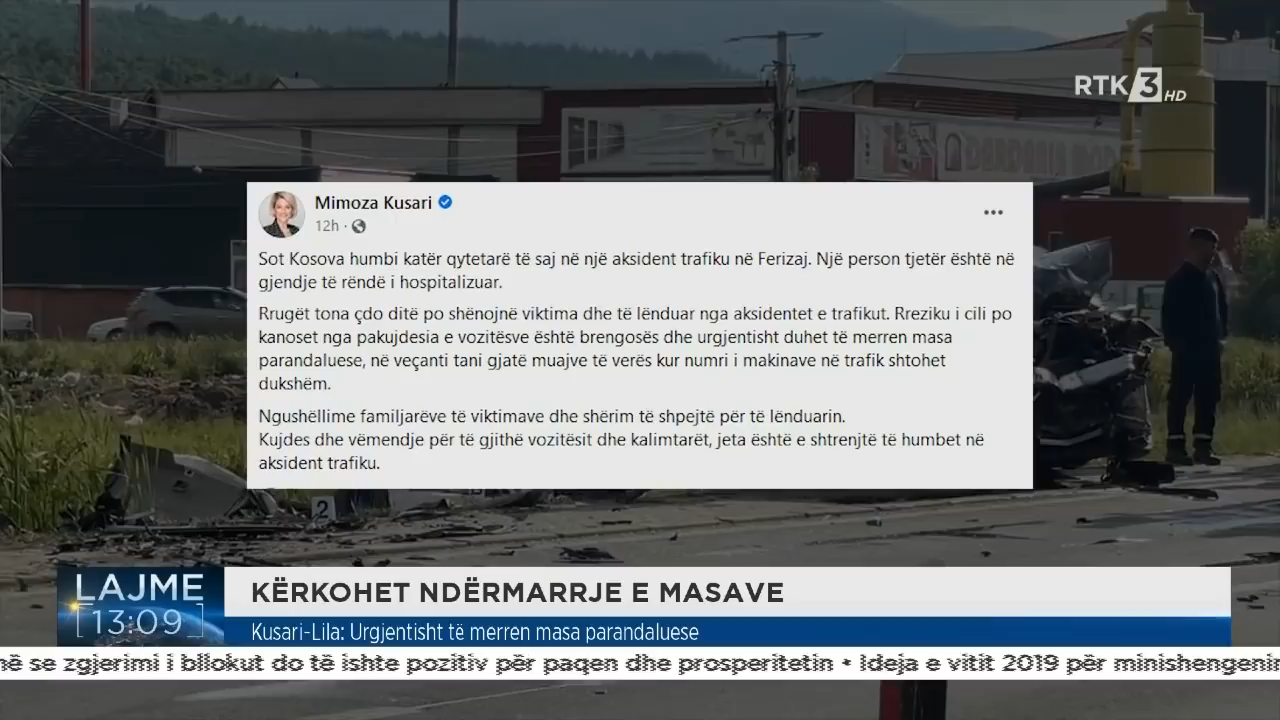 RTK 3 HD
Mimoza Kusari
12h ·
Sot Kosova humbi katër qytetarë të saj në një aksident trafiku në Ferizaj. Një person tjetër është në
gjendje të rëndë i hospitalizuar.
Rrugët tona çdo ditë po shënojnë viktima dhe të lënduar nga aksidentet e trafikut. Rreziku i cili po
kanoset nga pakujdesia e vozitësve është brengosës dhe urgjentisht duhet të merren masa
parandaluese, në veçanti tani gjatë muajve të verës kur numri i makinave në trafik shtohet
dukshëm.
Ngushëllime familjarëve të viktimave dhe shërim të shpejtë për të lënduarin.
Kujdes dhe vëmendje për të gjithë vozitësit dhe kalimtarët, jeta është e shtrenjtë të humbet në
aksident trafiku.
2
LAJME
13:09
KËRKOHET NDËRMARRJE E MASAVE
Kusari-Lila: Urgjentisht të merren masa parandaluese
se zgjerimi i bllokut do të ishte pozitiv për paqen dhe prosperitetin • Ideja e vitit 2019 për